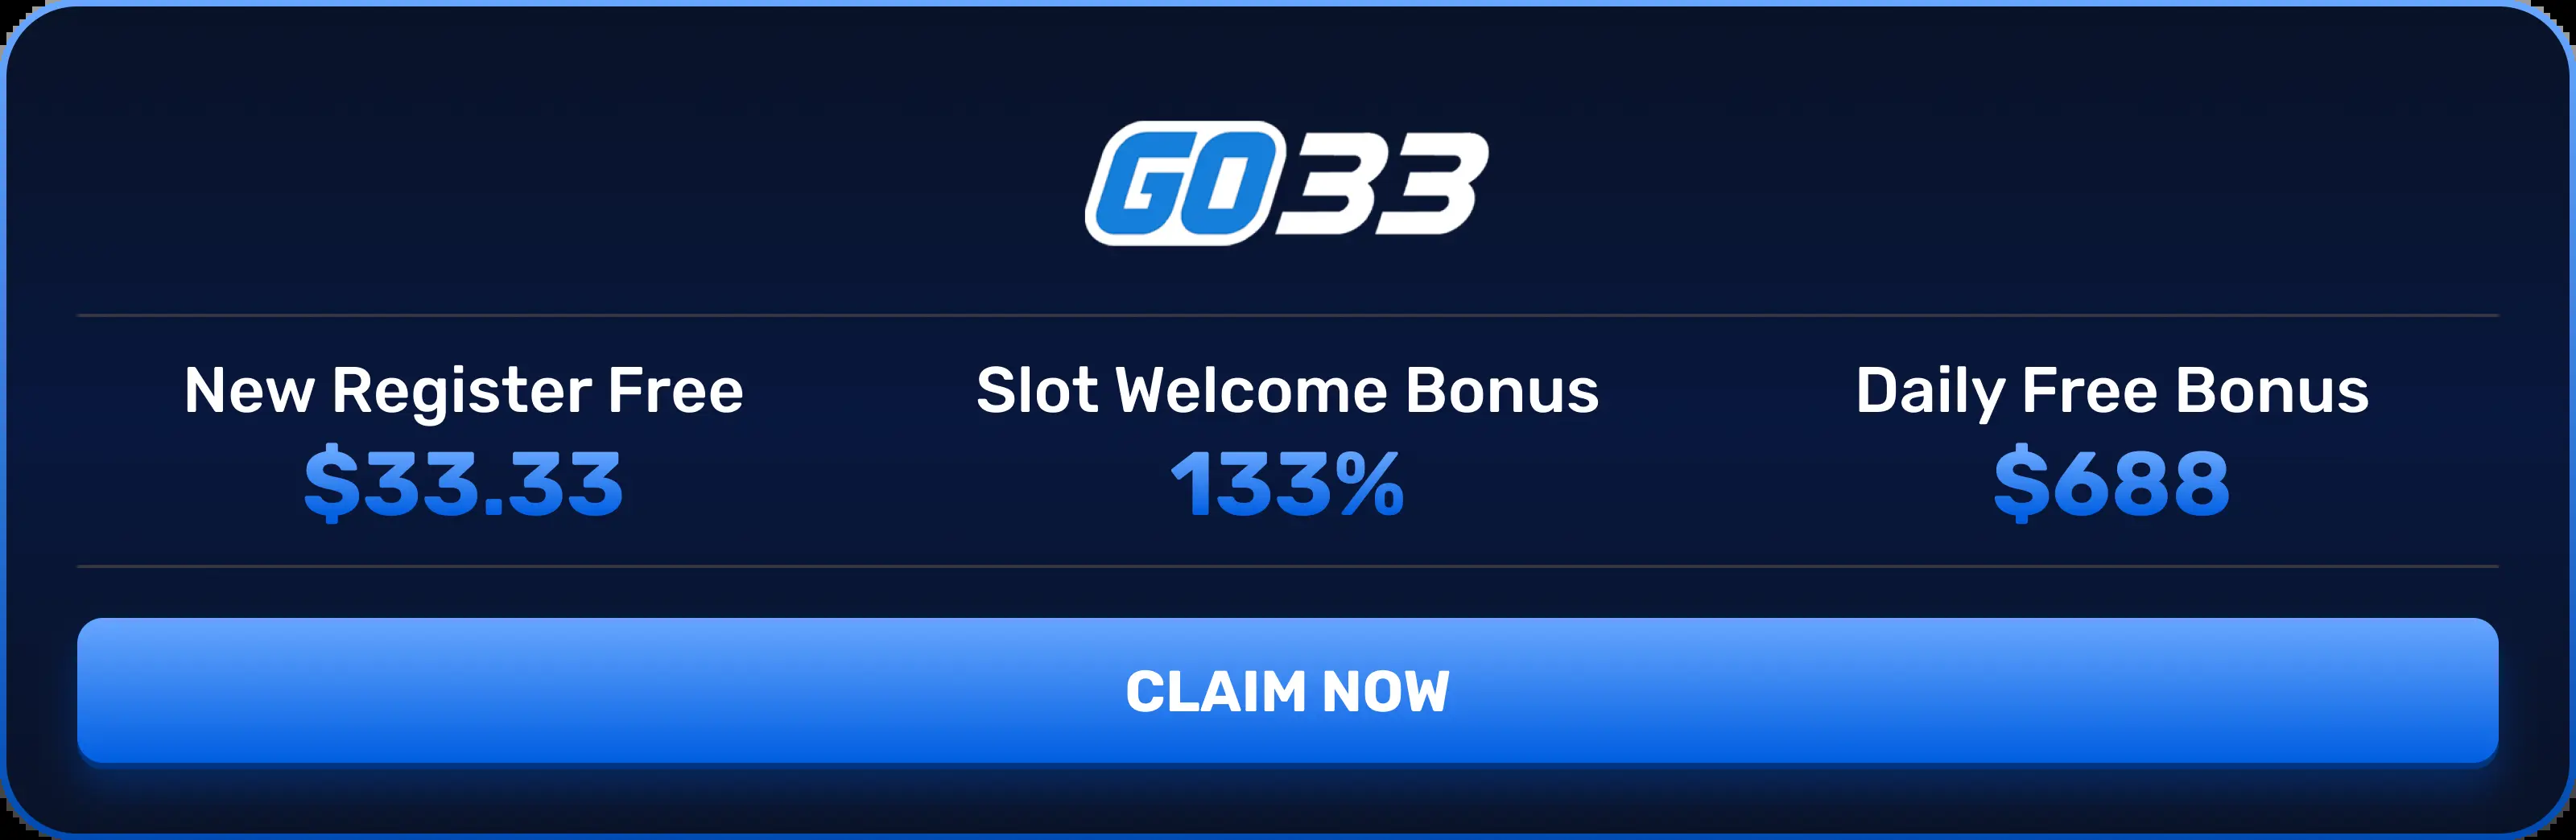 GO33
New Register Free
$33.33
Slot Welcome Bonus
133%
Daily Free Bonus
$688
CLAIM NOW